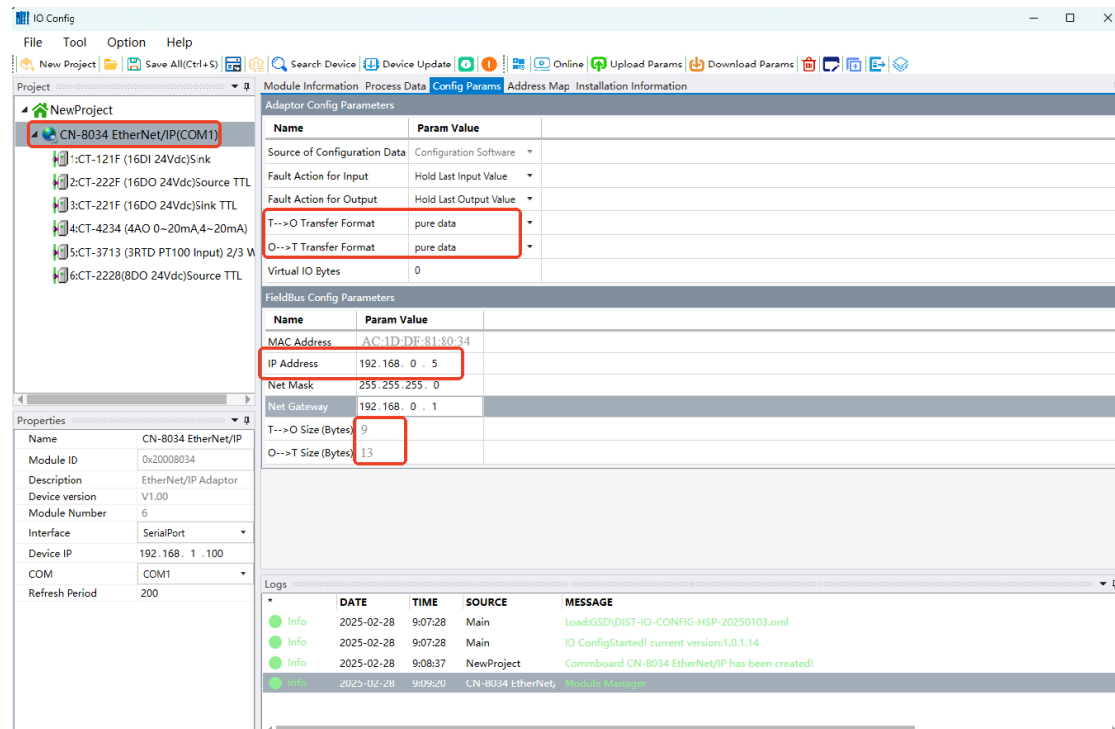 IO Config
File Tool Option Help
New Project Save All(Ctrl+S) Search Device Device Update Online Upload Params Download Params
Project
NewProject
CN-8034 EtherNet/IP(COM1)
1:CT-121F (16DI 24Vdc)Sink
2:CT-222F (16DO 24Vdc)Source TTL
3:CT-221F (16DO 24Vdc)Sink TTL
4:CT-4234 (4AO 0~20mA,4~20mA)
5:CT-3713 (3RTD PT100 Input) 2/3 W
6:CT-2228(8DO 24Vdc)Source TTL
Properties
Name CN-8034 EtherNet/IP
Module ID 0x20008034
Description EtherNet/IP Adaptor
Device version V1.00
Module Number 6
Interface SerialPort
Device IP 192.168. 1 .100
COM COM1
Refresh Period 200
Module Information Process Data Config Params Address Map Installation Information
Adaptor Config Parameters
Name Param Value
Source of Configuration Data Configuration Software
Fault Action for Input Hold Last Input Value
Fault Action for Output Hold Last Output Value
T-->O Transfer Format pure data
O-->T Transfer Format pure data
Virtual IO Bytes 0
FieldBus Config Parameters
Name Param Value
MAC Address AC:1D:DF:81:80:34
IP Address 192.168. 0 . 5
Net Mask 255.255.255. 0
Net Gateway 192.168. 0 . 1
T-->O Size (Bytes) 9
O-->T Size (Bytes) 13
Logs
* DATE TIME SOURCE MESSAGE
Info 2025-02-28 9:07:28 Main Load:GSD\DIST-IO-CONFIG-HSP-20250103.oml
Info 2025-02-28 9:07:28 Main IO ConfigStarted! current version:1.0.1.14
Info 2025-02-28 9:08:37 NewProject Commboard CN-8034 EtherNet/IP has been created!
Info 2025-02-28 9:09:20 CN-8034 EtherNet/ Module Manager